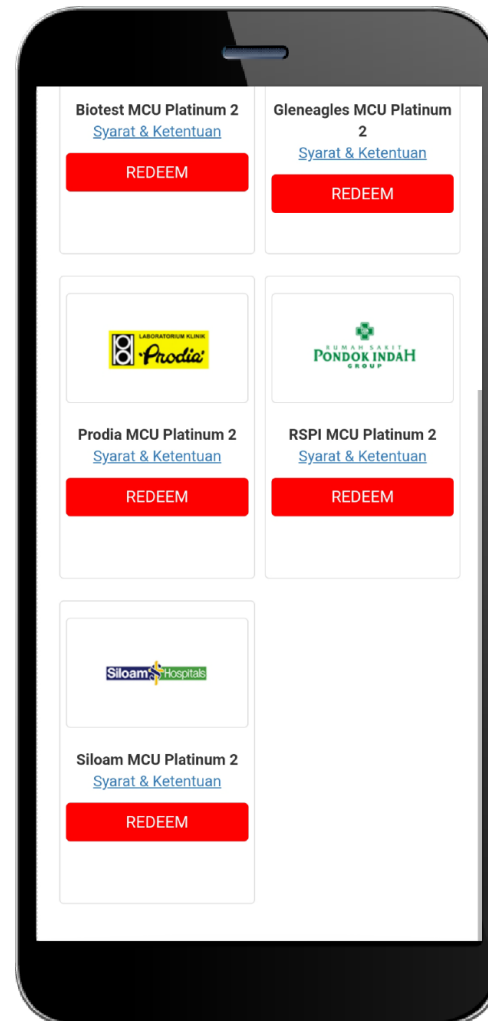 Biotest MCU Platinum 2
Syarat & Ketentuan
REDEEM
Gleneagles MCU Platinum
2
Syarat & Ketentuan
REDEEM
LABORATORIUM KLINIK
Prodia
Prodia MCU Platinum 2
Syarat & Ketentuan
REDEEM
RUMAH SAKIT
PONDOK INDAH
GROUP
RSPI MCU Platinum 2
Syarat & Ketentuan
REDEEM
Siloam Hospitals
Siloam MCU Platinum 2
Syarat & Ketentuan
REDEEM